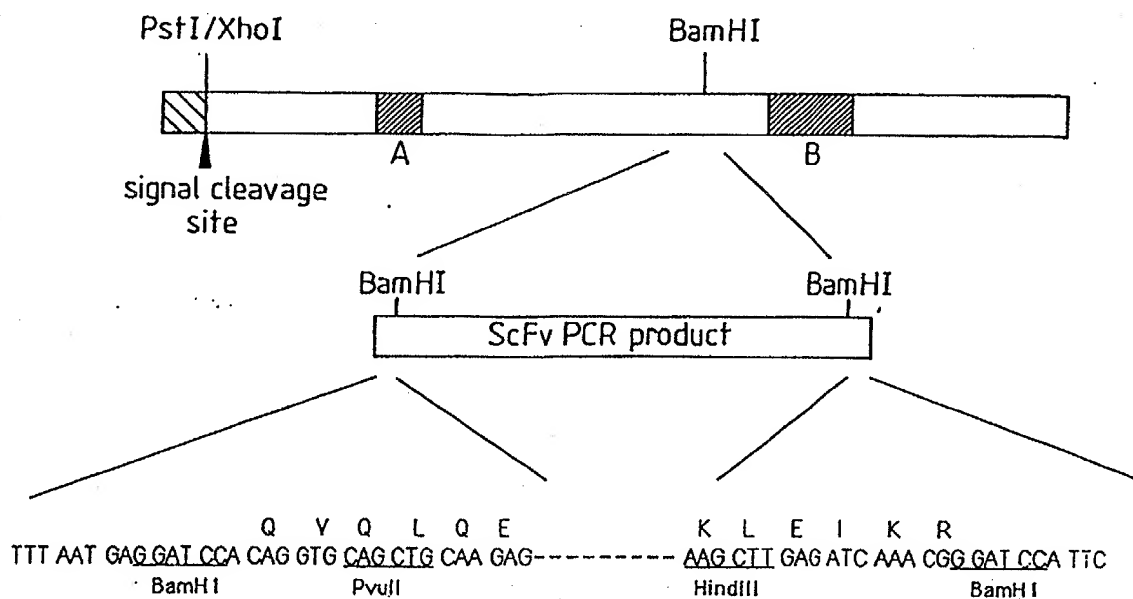 PstI/XhoI BamHI
A B
signal cleavage
site
BamHI BamHI
ScFv PCR product
Q V Q L Q E K L E I K R
TTT AAT GAG GAT CCA CAG GTG CAG CTG CAA GAG---------AAG CTT GAG ATC AAA CGG GAT CCA TTC
BamHI PvuII HindIII BamHI